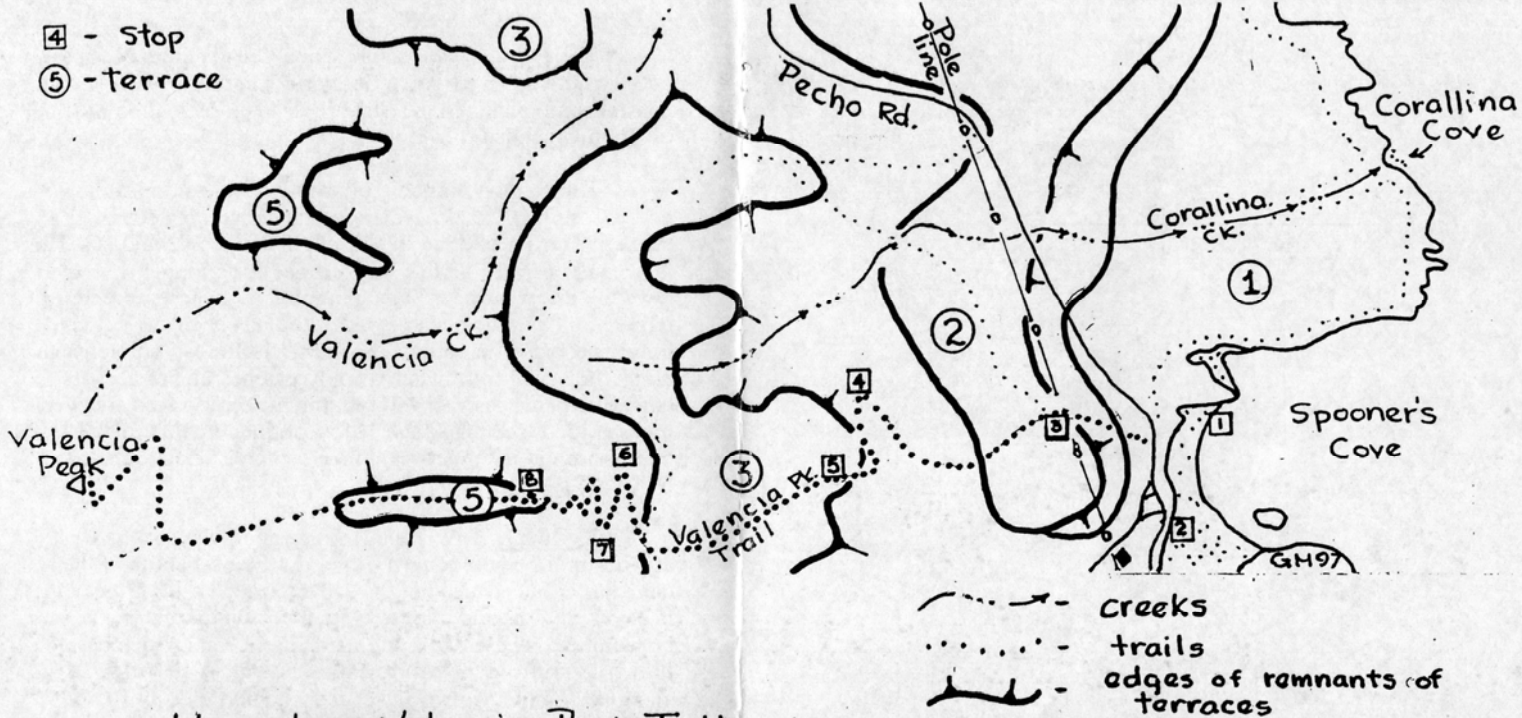 4 - Stop
5 - terrace
3
Pole
line
Pecho Rd.
Corallina
Cove
5
Corallina
CK.
1
Valencia CK.
2
4
Spooner's
Cove
1
3
Valencia
Peak
6
3
5
8
5
Valencia Pk.
Trail
7
2
GM97
creeks
trails
edges of remnants of
terraces